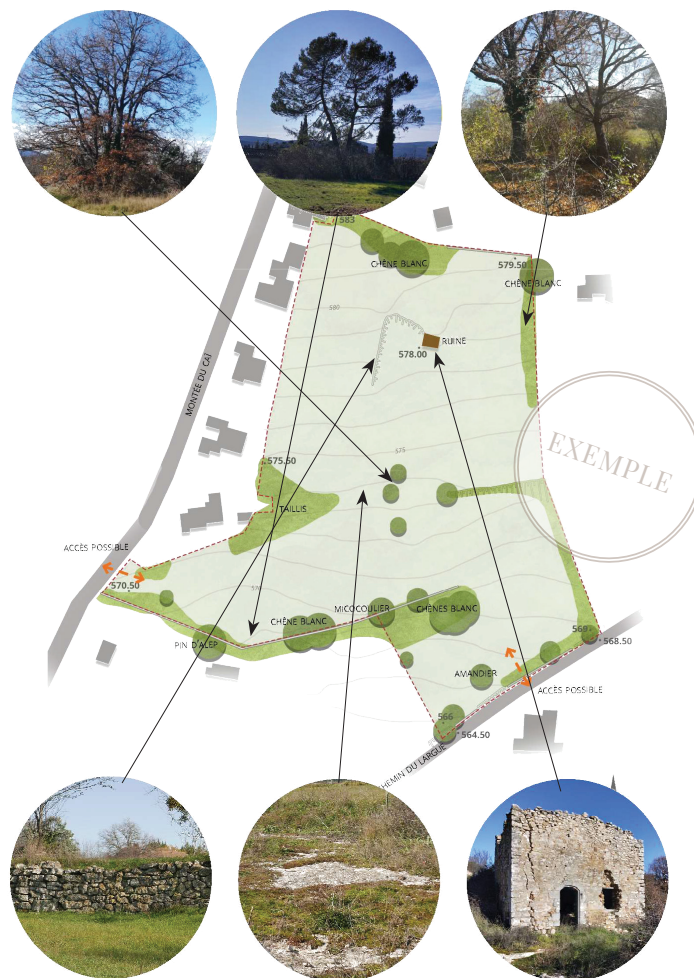 583
CHÊNE BLANC
579.50
CHÊNE BLANC
580
RUINE
578.00
MONTÉE DU CAÏ
EXEMPLE
575
575.50
TAILLIS
ACCÈS POSSIBLE
570.50
570
MICOCOULIER
CHÊNES BLANC
CHÊNE BLANC
PIN D'ALEP
569
568.50
AMANDIER
ACCÈS POSSIBLE
566
564.50
CHEMIN DU LARGUE